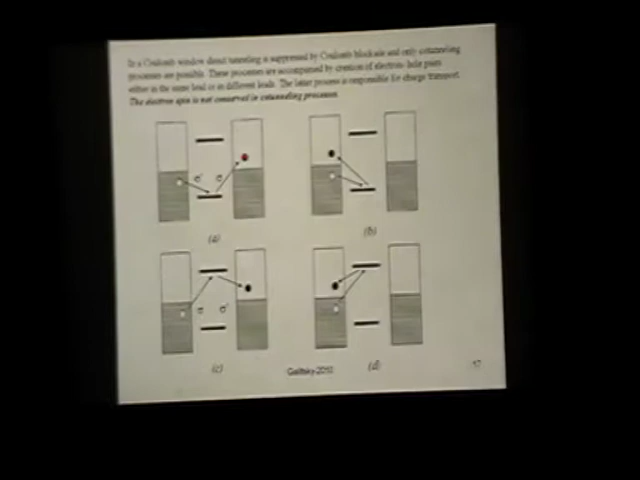 In a Coulomb window direct tunneling is suppressed by Coulomb blockade and only cotunneling
processes are possible. These processes are accompanied by creation of electron-hole pairs
either in the same lead or in different leads. The latter process is responsible for charge transport.
The electron spin is not conserved in cotunneling processes.
σ' σ
(a) (b)
σ σ'
(c) (d)